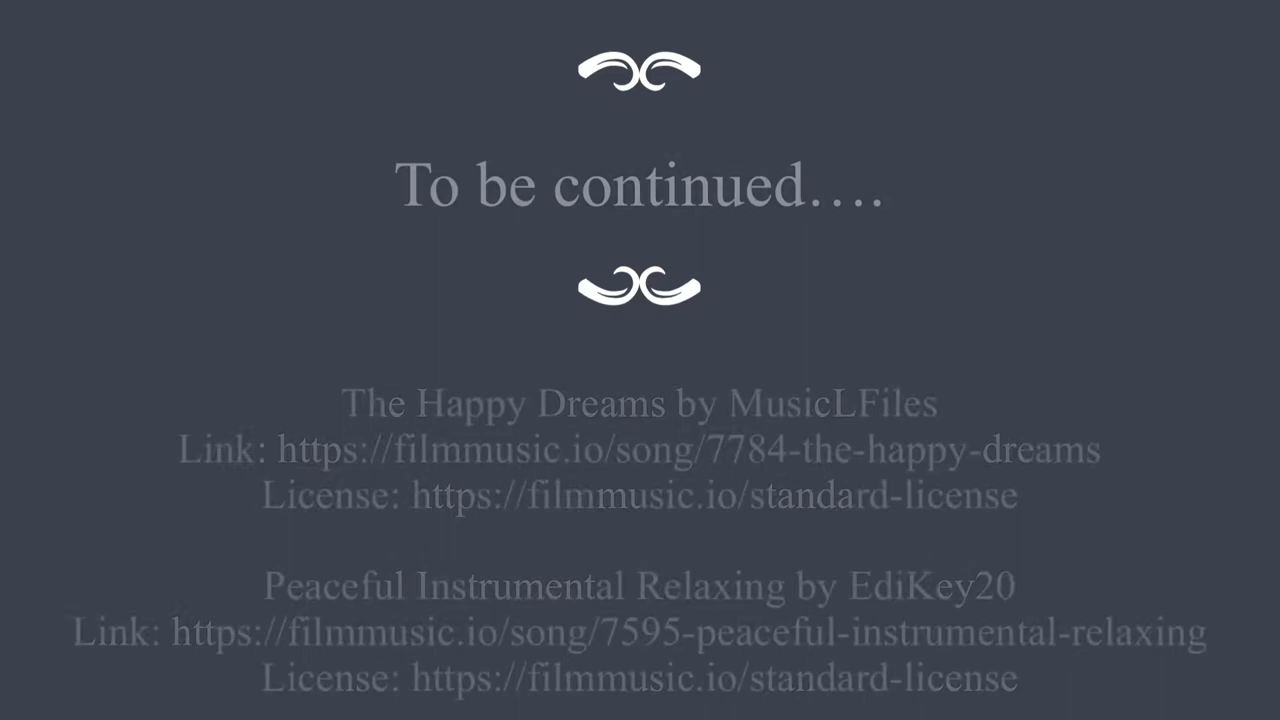 To be continued….
The Happy Dreams by MusicLFiles
Link: https://filmmusic.io/song/7784-the-happy-dreams
License: https://filmmusic.io/standard-license
Peaceful Instrumental Relaxing by EdiKey20
Link: https://filmmusic.io/song/7595-peaceful-instrumental-relaxing
License: https://filmmusic.io/standard-license